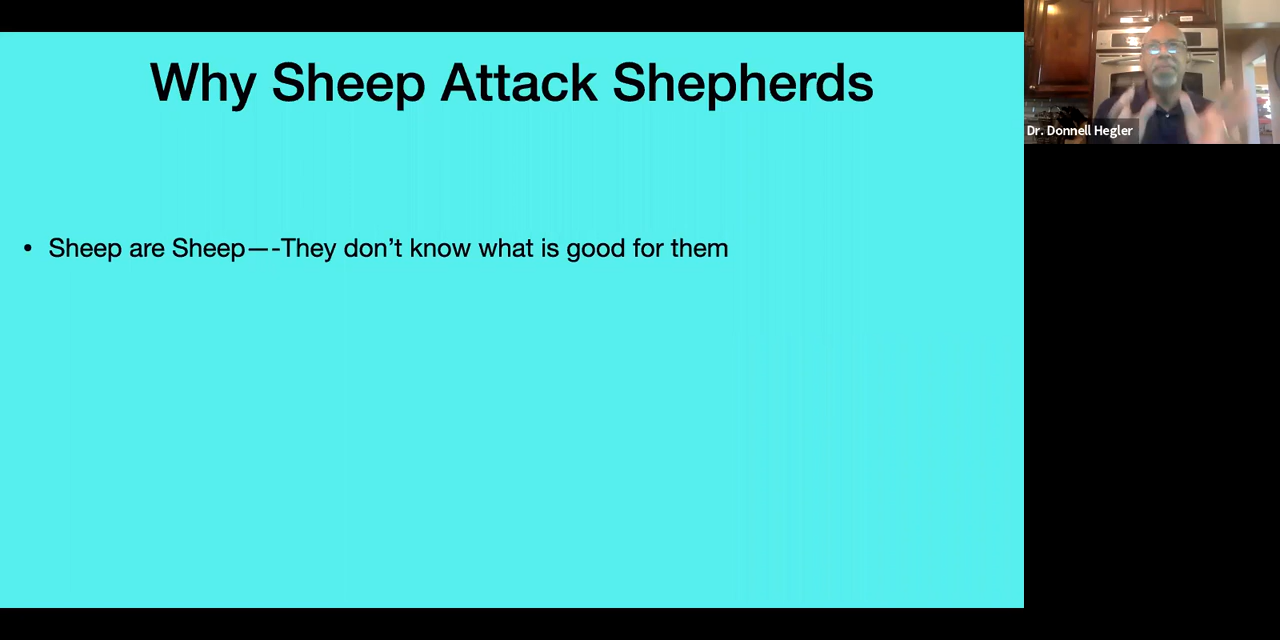 Why Sheep Attack Shepherds
• Sheep are Sheep—-They don’t know what is good for them
Dr. Donnell Hegler